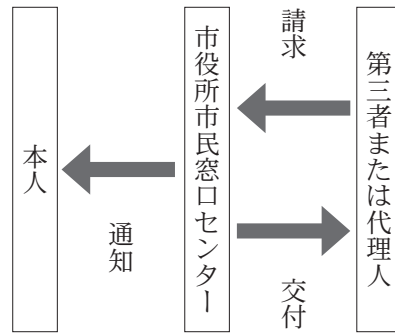 本人
通知
市役所市民窓口センター
請求
交付
第三者または代理人